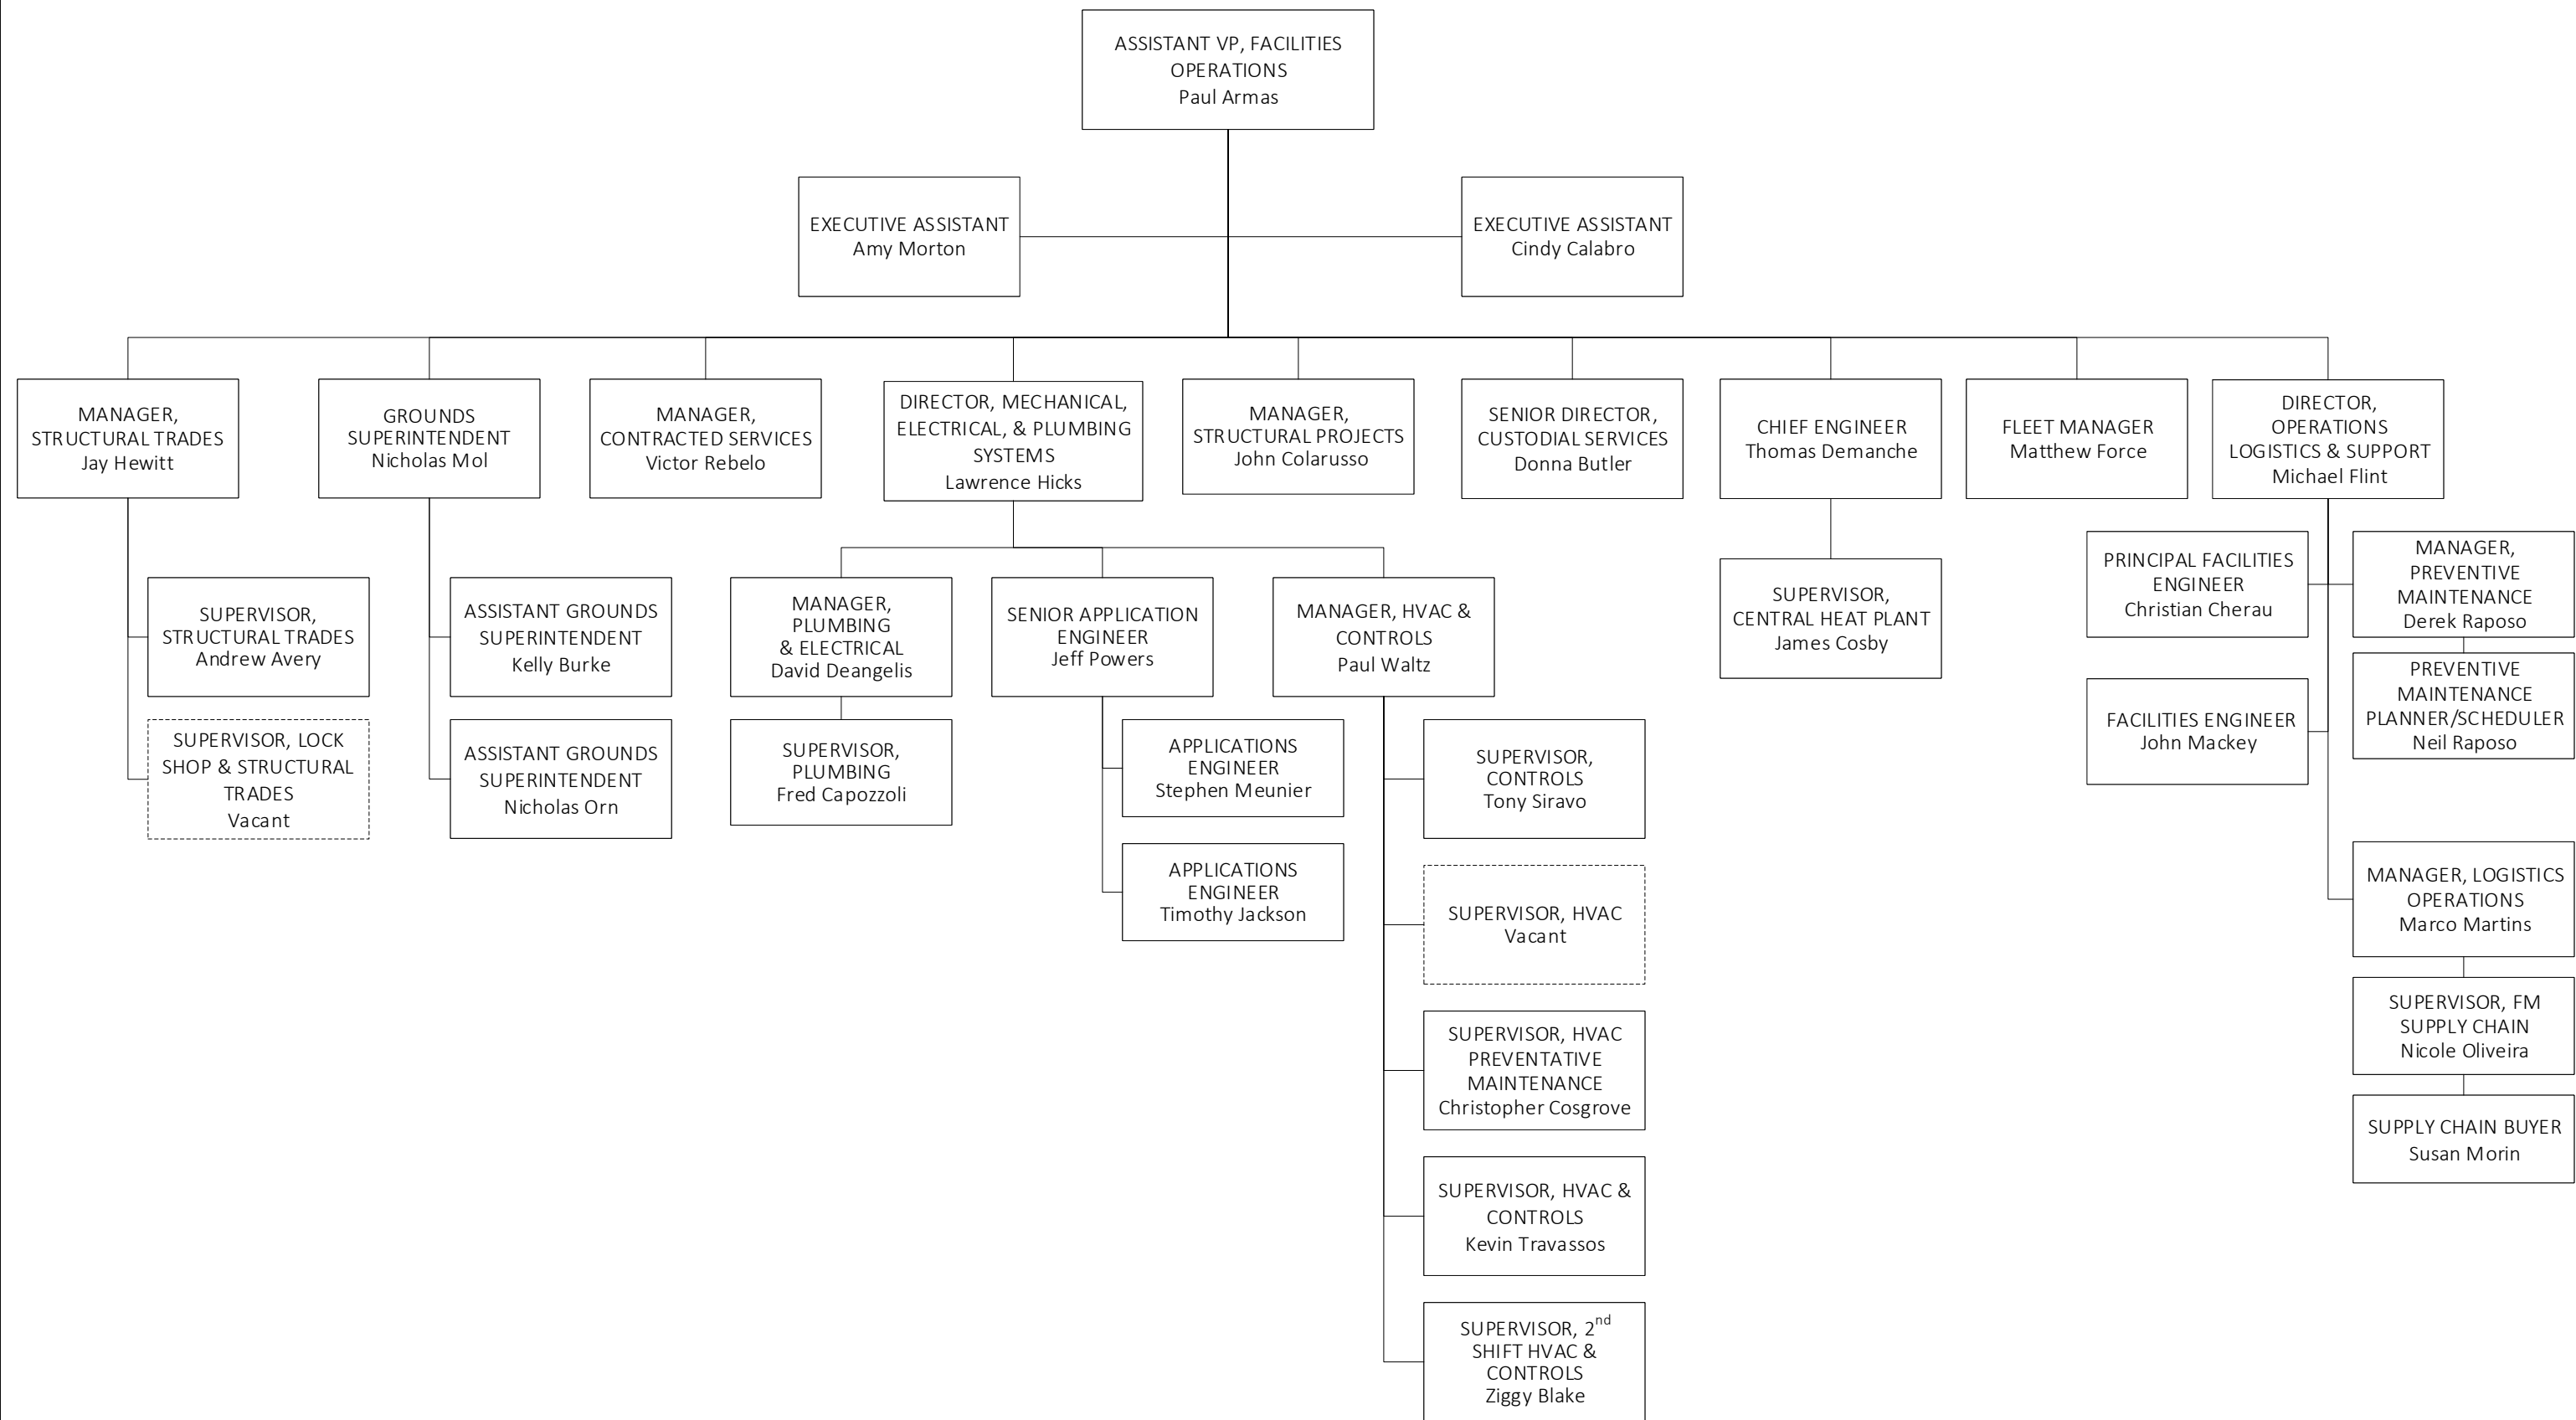 ASSISTANT VP, FACILITIES
OPERATIONS
Paul Armas
EXECUTIVE ASSISTANT
Amy Morton
EXECUTIVE ASSISTANT
Cindy Calabro
MANAGER,
STRUCTURAL TRADES
Jay Hewitt
GROUNDS
SUPERINTENDENT
Nicholas Mol
MANAGER,
CONTRACTED SERVICES
Victor Rebelo
DIRECTOR, MECHANICAL,
ELECTRICAL, & PLUMBING
SYSTEMS
Lawrence Hicks
MANAGER,
STRUCTURAL PROJECTS
John Colarusso
SENIOR DIRECTOR,
CUSTODIAL SERVICES
Donna Butler
CHIEF ENGINEER
Thomas Demanche
FLEET MANAGER
Matthew Force
DIRECTOR,
OPERATIONS
LOGISTICS & SUPPORT
Michael Flint
SUPERVISOR,
STRUCTURAL TRADES
Andrew Avery
SUPERVISOR, LOCK
SHOP & STRUCTURAL
TRADES
Vacant
ASSISTANT GROUNDS
SUPERINTENDENT
Kelly Burke
ASSISTANT GROUNDS
SUPERINTENDENT
Nicholas Orn
MANAGER,
PLUMBING
& ELECTRICAL
David Deangelis
SUPERVISOR,
PLUMBING
Fred Capozzoli
SENIOR APPLICATION
ENGINEER
Jeff Powers
APPLICATIONS
ENGINEER
Stephen Meunier
APPLICATIONS
ENGINEER
Timothy Jackson
MANAGER, HVAC &
CONTROLS
Paul Waltz
SUPERVISOR,
CONTROLS
Tony Siravo
SUPERVISOR, HVAC
Vacant
SUPERVISOR, HVAC
PREVENTATIVE
MAINTENANCE
Christopher Cosgrove
SUPERVISOR, HVAC &
CONTROLS
Kevin Travassos
SUPERVISOR, 2nd
SHIFT HVAC &
CONTROLS
Ziggy Blake
SUPERVISOR,
CENTRAL HEAT PLANT
James Cosby
PRINCIPAL FACILITIES
ENGINEER
Christian Cherau
FACILITIES ENGINEER
John Mackey
MANAGER,
PREVENTIVE
MAINTENANCE
Derek Raposo
PREVENTIVE
MAINTENANCE
PLANNER/SCHEDULER
Neil Raposo
MANAGER, LOGISTICS
OPERATIONS
Marco Martins
SUPERVISOR, FM
SUPPLY CHAIN
Nicole Oliveira
SUPPLY CHAIN BUYER
Susan Morin